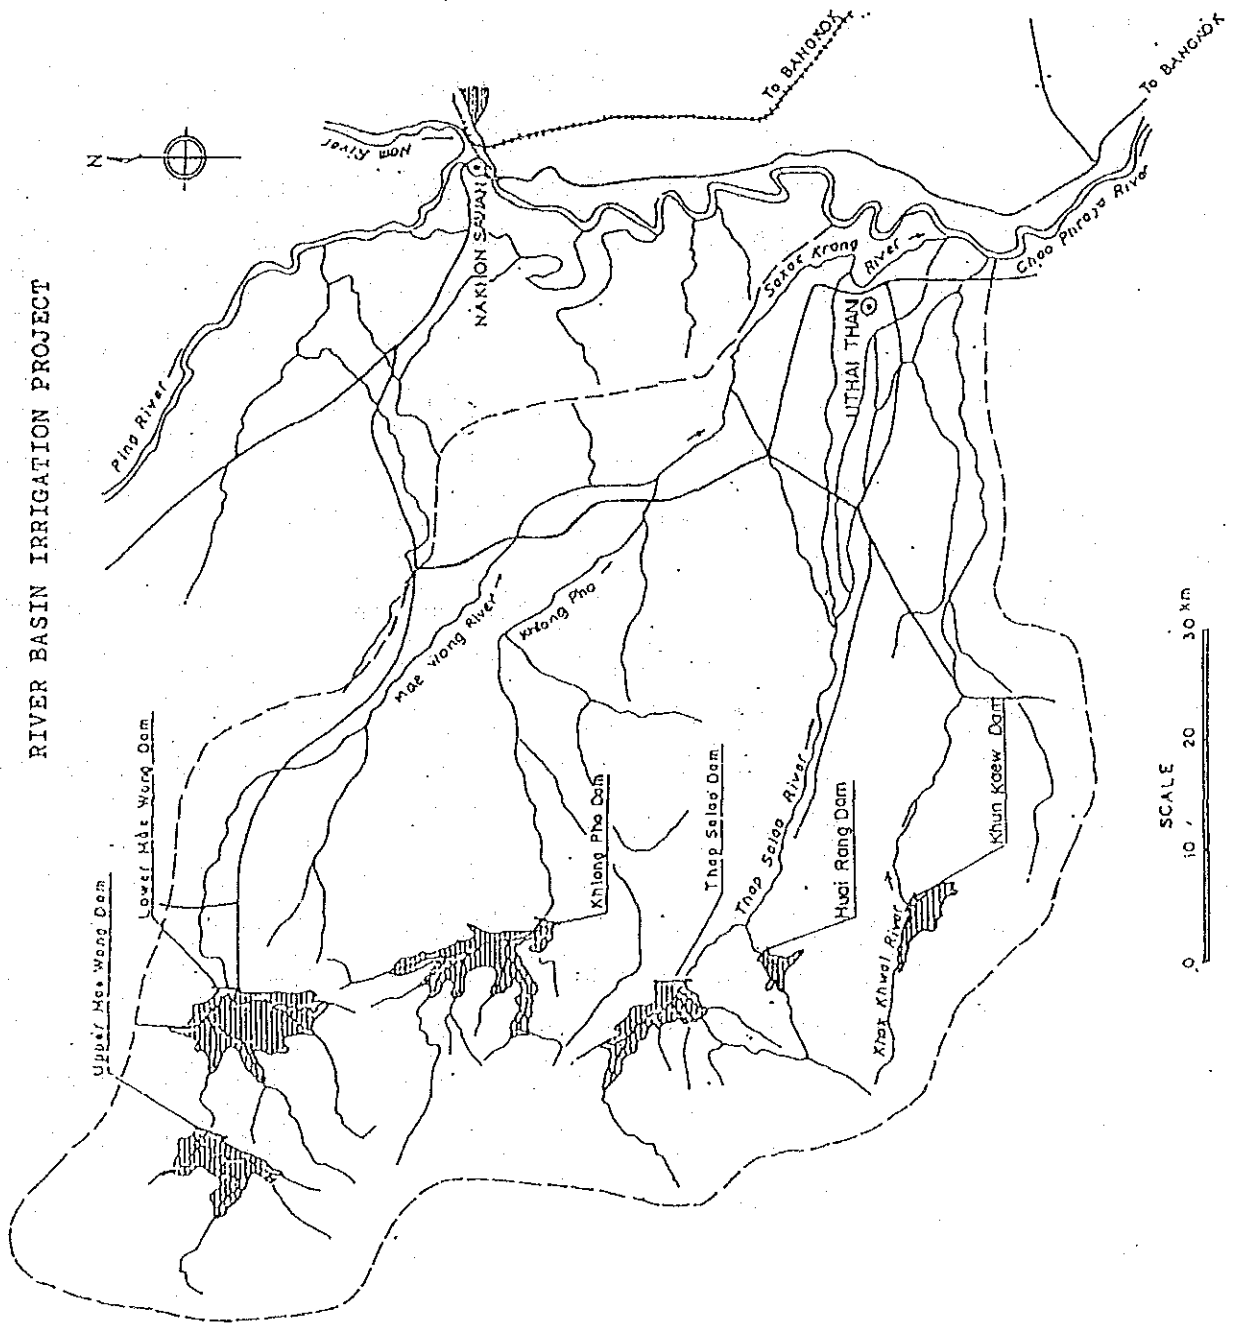 RIVER BASIN IRRIGATION PROJECT
N
Ping River
Nam River
NAKHON SAWAN
To BANGKOK
To BANGKOK
Chao Phraya River
Sakae Krang River
UTHAI THANI
Mae Wong River
Khlong Pho
Thap Salao River
Khok Khwai River
Upper Mae Wong Dam
Lower Mae Wong Dam
Khlong Pho Dam
Thap Salao Dam
Huai Rang Dam
Khun Kaew Dam
SCALE
0 10 20 30 km